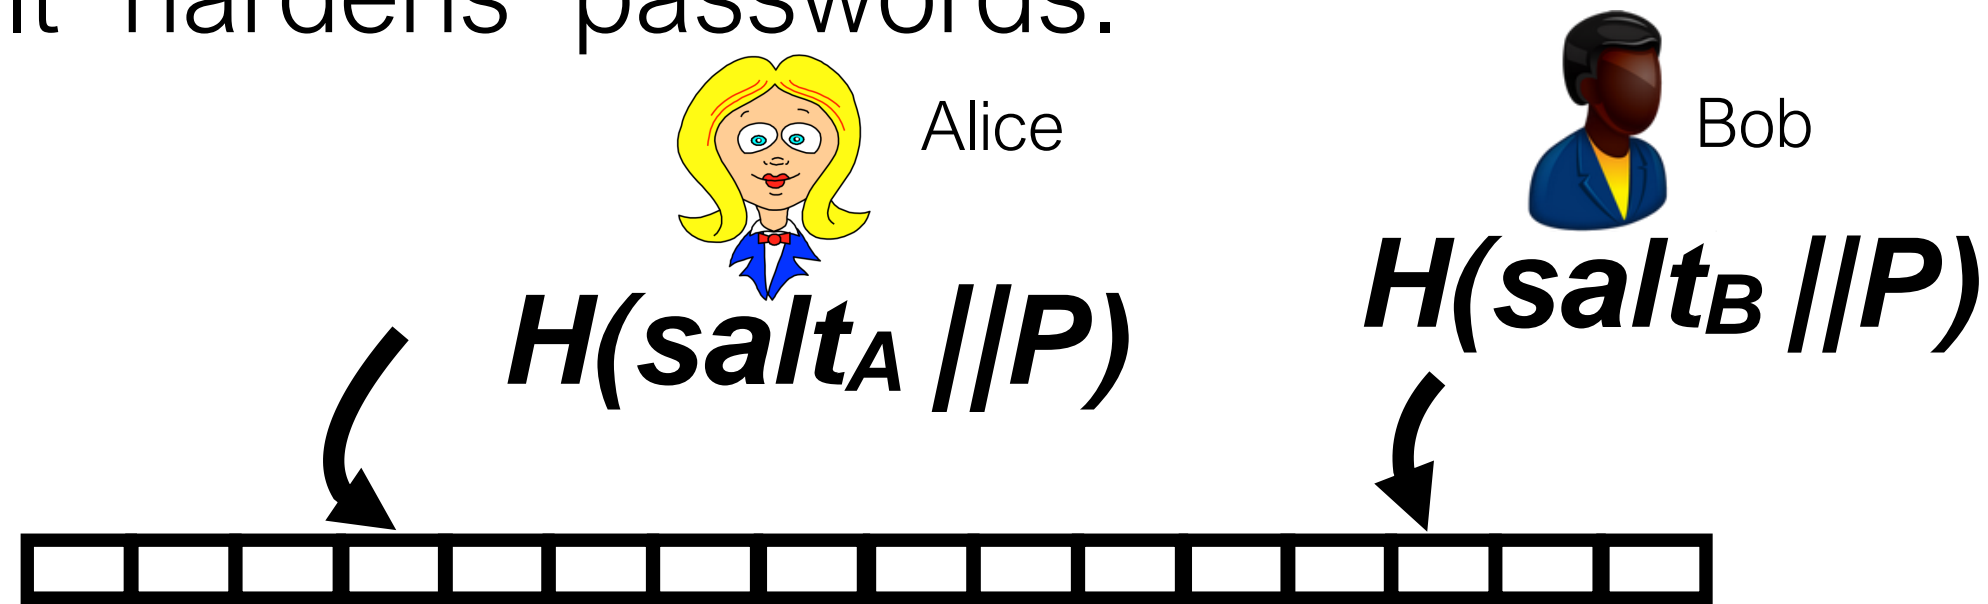 it "hardens" passwords.
Alice
Bob
H(saltA ||P)
H(saltB ||P)